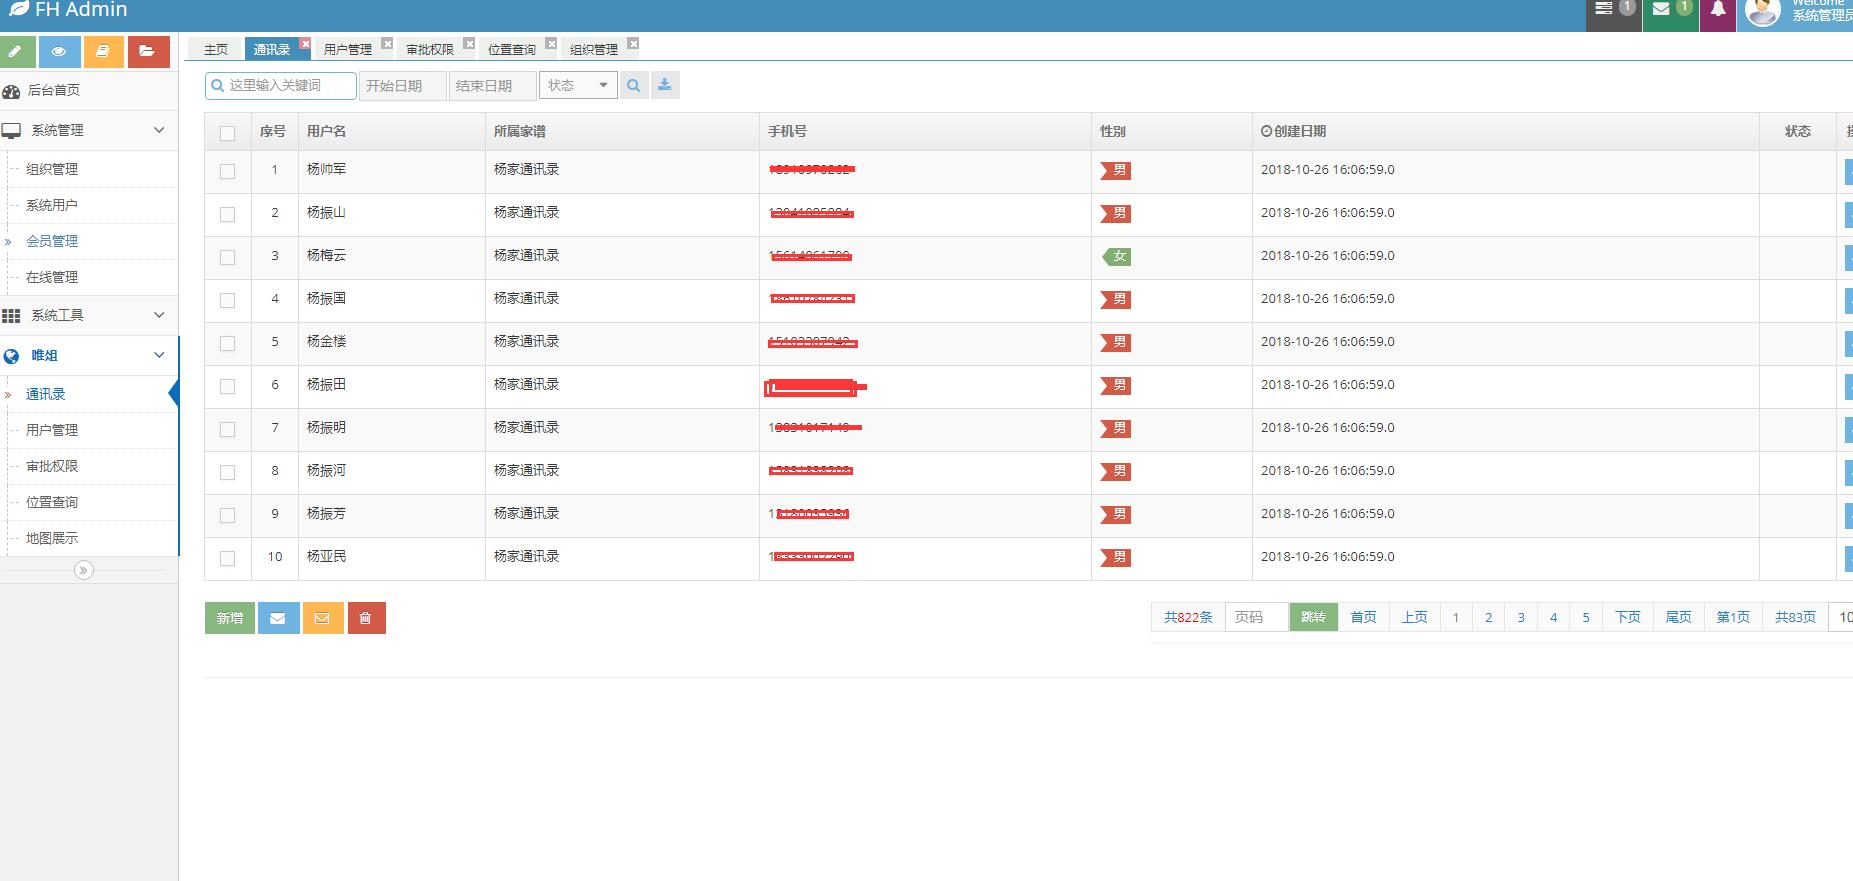 FH Admin
1
1
Welcome
系统管理员
主页 通讯录 用户管理 审批权限 位置查询 组织管理
后台首页
系统管理
组织管理
系统用户
会员管理
在线管理
系统工具
唯俎
通讯录
用户管理
审批权限
位置查询
地图展示
这里输入关键词 开始日期 结束日期 状态
序号 用户名 所属家谱 手机号 性别 创建日期 状态
1 杨帅军 杨家通讯录 男 2018-10-26 16:06:59.0
2 杨振山 杨家通讯录 男 2018-10-26 16:06:59.0
3 杨梅云 杨家通讯录 女 2018-10-26 16:06:59.0
4 杨振国 杨家通讯录 男 2018-10-26 16:06:59.0
5 杨金楼 杨家通讯录 男 2018-10-26 16:06:59.0
6 杨振田 杨家通讯录 男 2018-10-26 16:06:59.0
7 杨振明 杨家通讯录 男 2018-10-26 16:06:59.0
8 杨振河 杨家通讯录 男 2018-10-26 16:06:59.0
9 杨振芳 杨家通讯录 男 2018-10-26 16:06:59.0
10 杨亚民 杨家通讯录 男 2018-10-26 16:06:59.0
新增
共822条 页码 跳转 首页 上页 1 2 3 4 5 下页 尾页 第1页 共83页 10